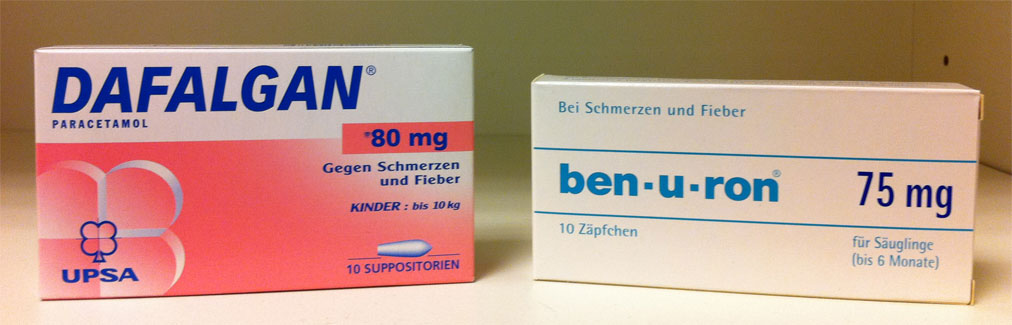 DAFALGAN®
PARACETAMOL
80 mg
Gegen Schmerzen
und Fieber
KINDER : bis 10 kg
10 SUPPOSITORIEN
UPSA
Bei Schmerzen und Fieber
ben·u·ron® 75 mg
10 Zäpfchen
für Säuglinge
(bis 6 Monate)